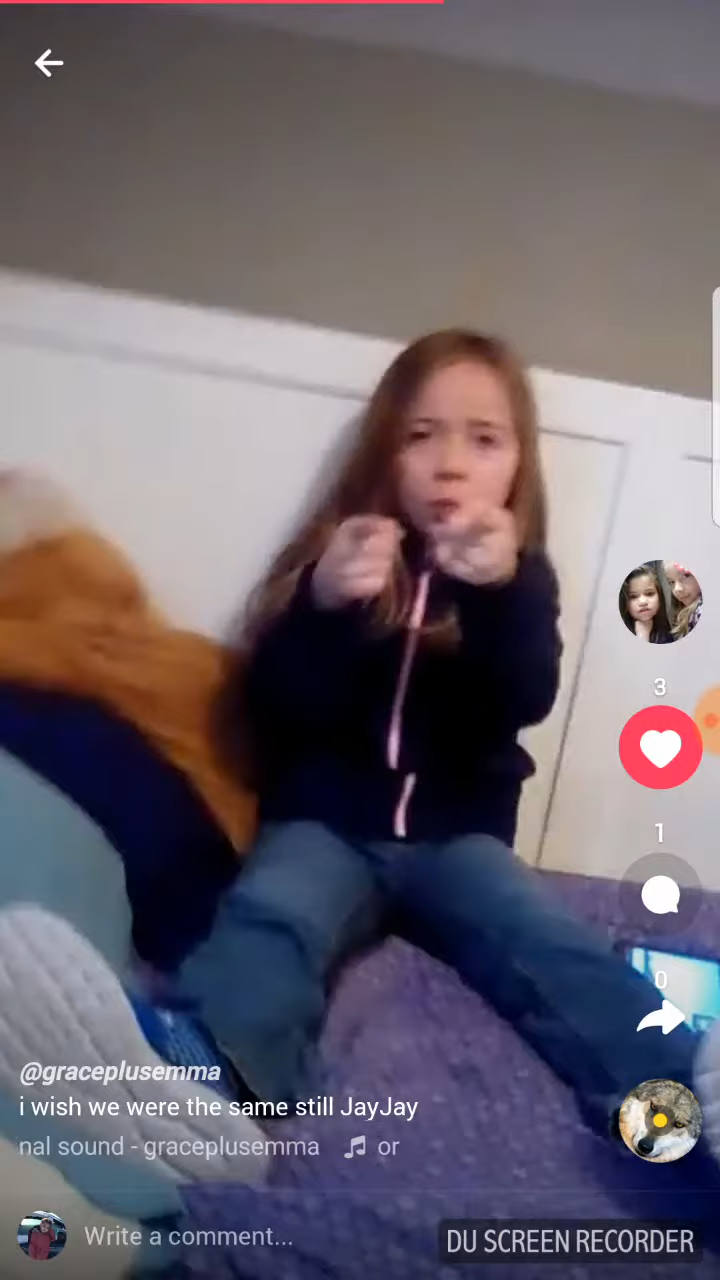 3
1
0
@graceplusemma
i wish we were the same still JayJay
nal sound - graceplusemma or
Write a comment...
DU SCREEN RECORDER